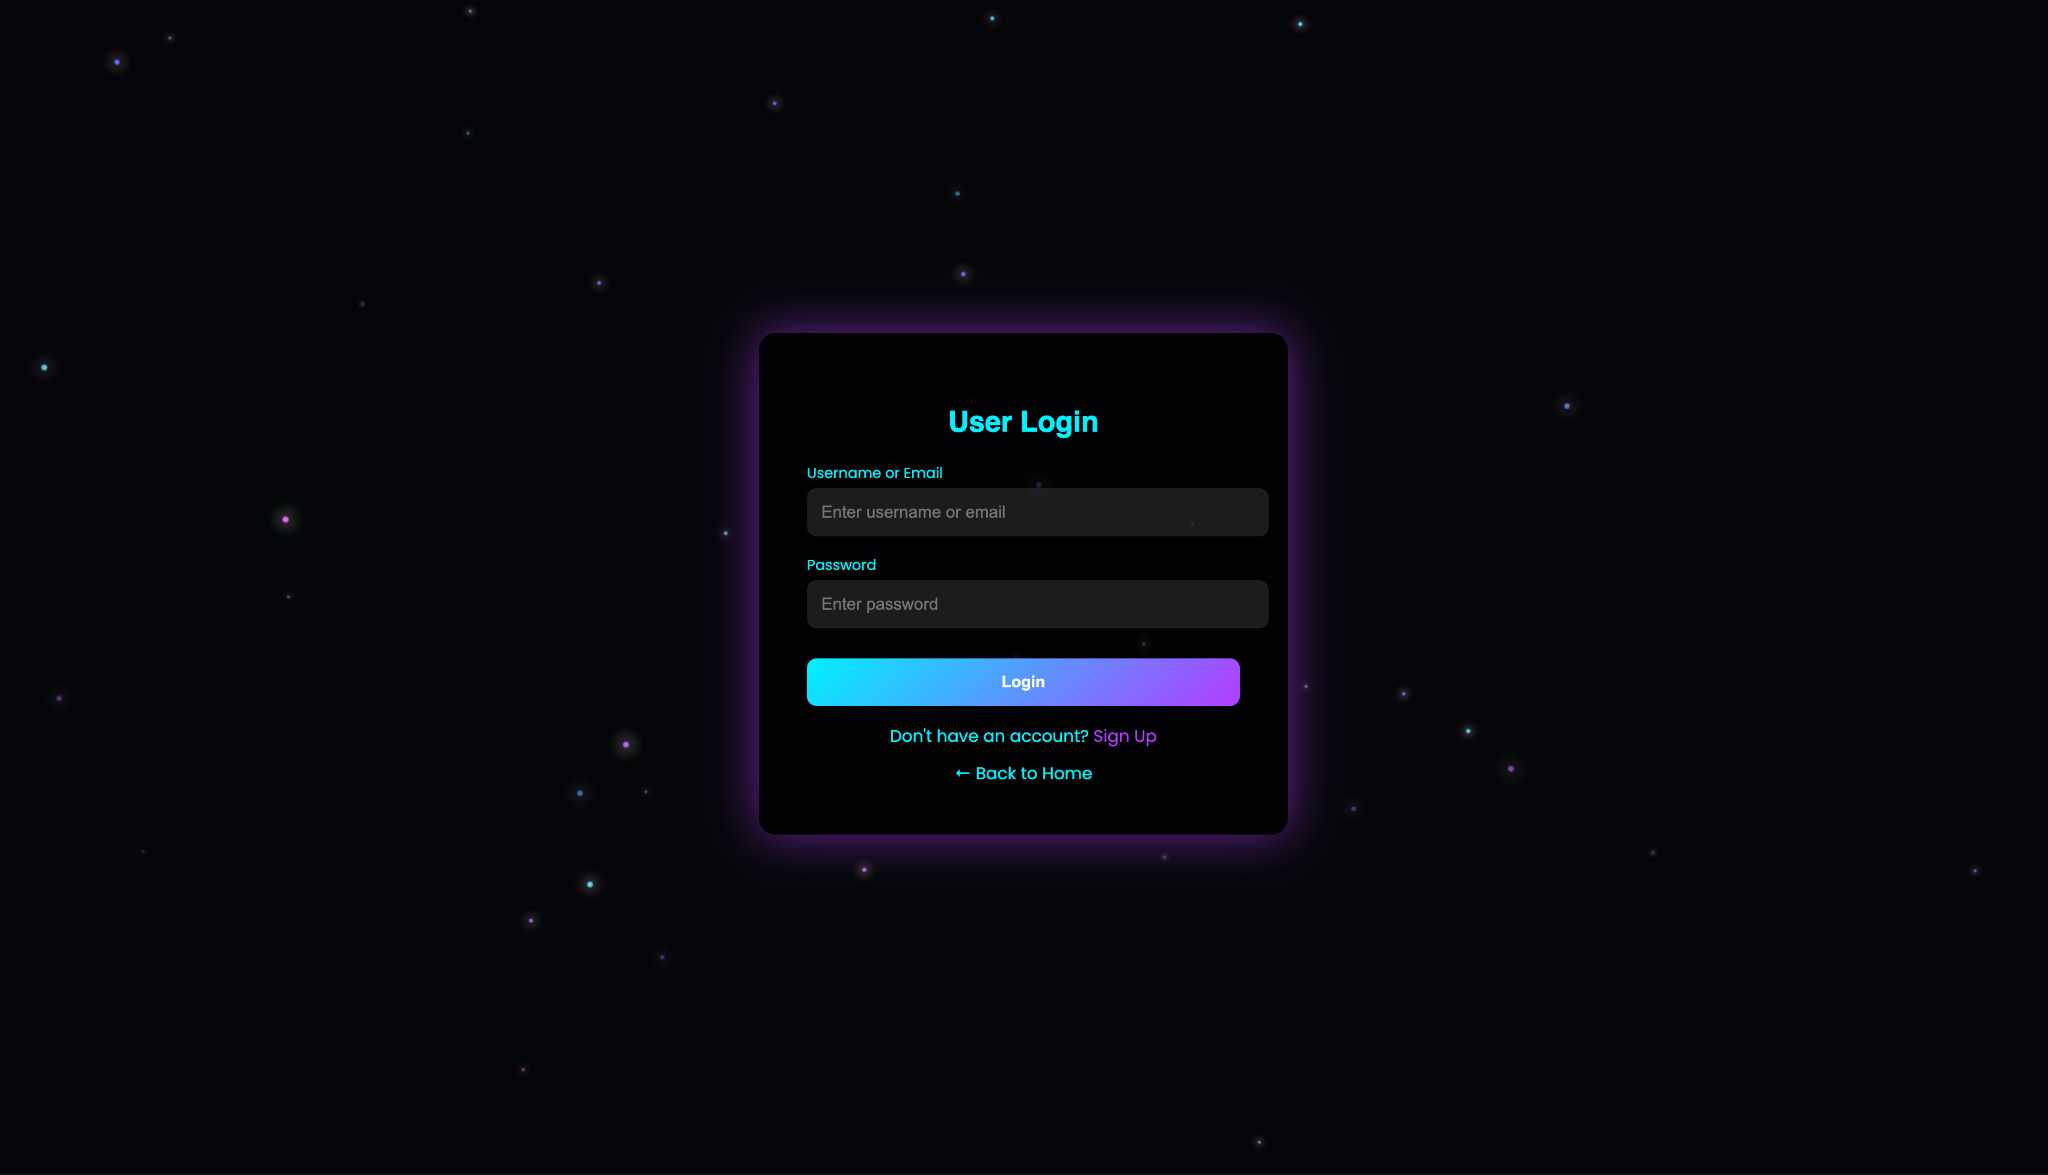 User Login
Username or Email
Enter username or email
Password
Enter password
Login
Don't have an account? Sign Up
← Back to Home